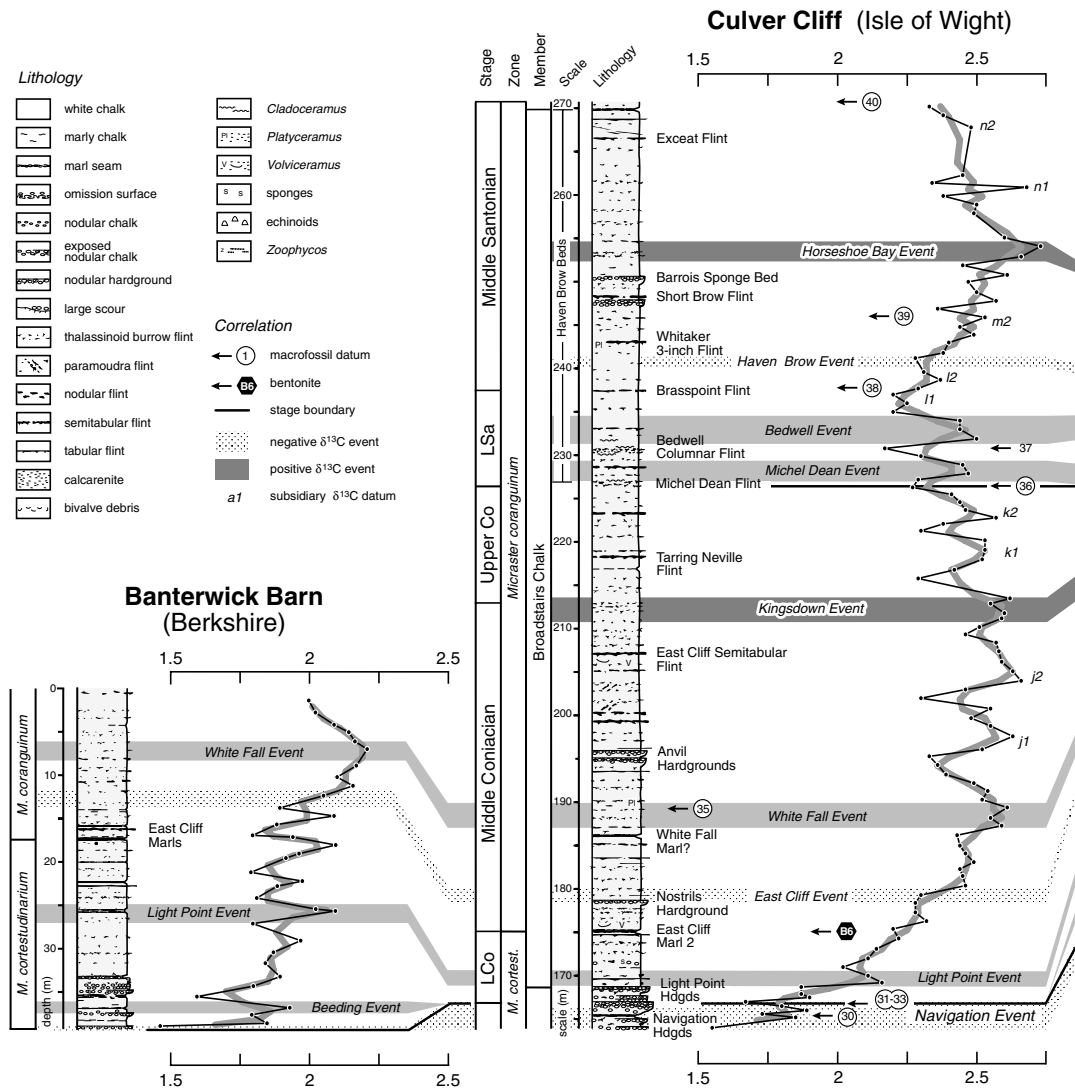 Culver Cliff (Isle of Wight)
1.5 2 2.5
Lithology
white chalk
marly chalk
marl seam
omission surface
nodular chalk
exposed
nodular chalk
nodular hardground
large scour
thalassinoid burrow flint
paramoudra flint
nodular flint
semitabular flint
tabular flint
calcarenite
bivalve debris
Cladoceramus
Pl Platyceramus
V Volviceramus
s s sponges
echinoids
z Zoophycos
Correlation
1 macrofossil datum
B6 bentonite
stage boundary
negative δ13C event
positive δ13C event
a1 subsidiary δ13C datum
Stage
Zone
Member
Scale
Lithology
Middle Santonian
LSa
Upper Co
Middle Coniacian
LCo
Micraster coranguinum
M. cortest.
Broadstairs Chalk
Haven Brow Beds
270
260
250
240
230
220
210
200
190
180
170
scale (m)
Pl
V
Pl
V
s
40
n2
Exceat Flint
n1
Horseshoe Bay Event
Barrois Sponge Bed
Short Brow Flint
39
m2
Whitaker
3-inch Flint
Haven Brow Event
l2
38
Brasspoint Flint
l1
Bedwell Event
Bedwell
Columnar Flint
37
Michel Dean Event
Michel Dean Flint
36
k2
k1
Tarring Neville
Flint
Kingsdown Event
East Cliff Semitabular
Flint
j2
j1
Anvil
Hardgrounds
35
White Fall Event
White Fall
Marl?
East Cliff Event
Nostrils
Hardground
East Cliff
Marl 2
B6
Light Point Event
Light Point
Hdgds
31-33
30
Navigation Event
Navigation
Hdgds
1.5 2 2.5
Banterwick Barn
(Berkshire)
1.5 2 2.5
M. coranguinum
M. cortestudinarium
0
10
20
30
depth (m)
White Fall Event
East Cliff
Marls
Light Point Event
Beeding Event
1.5 2 2.5